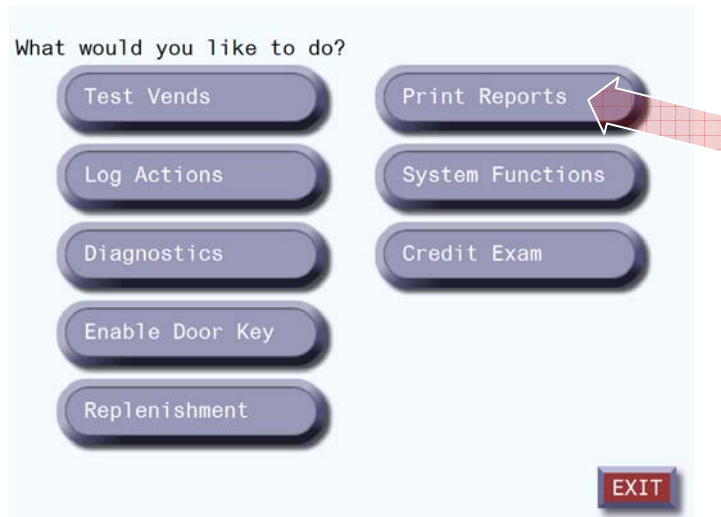 What would you like to do?
Test Vends
Print Reports
Log Actions
System Functions
Diagnostics
Credit Exam
Enable Door Key
Replenishment
EXIT